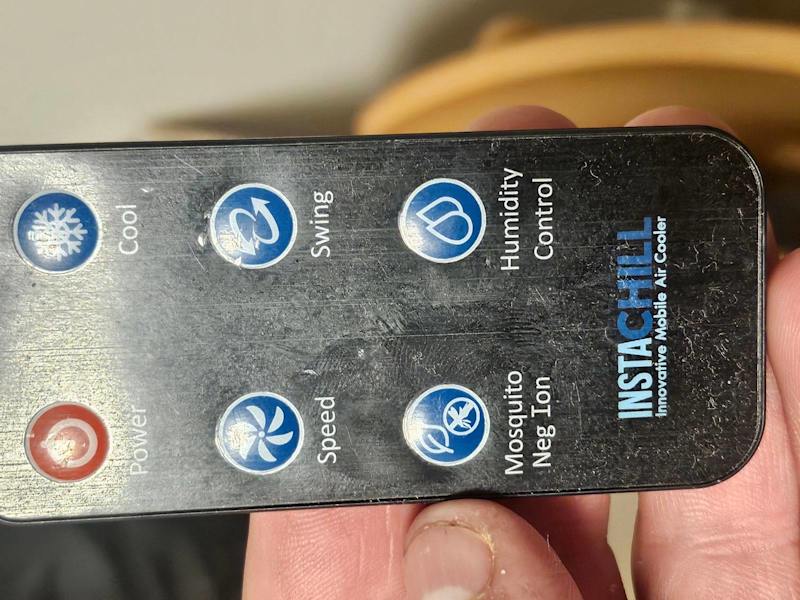 Power
Cool
Speed
Swing
Mosquito
Neg Ion
Humidity
Control
INSTACHILL
Innovative Mobile Air Cooler